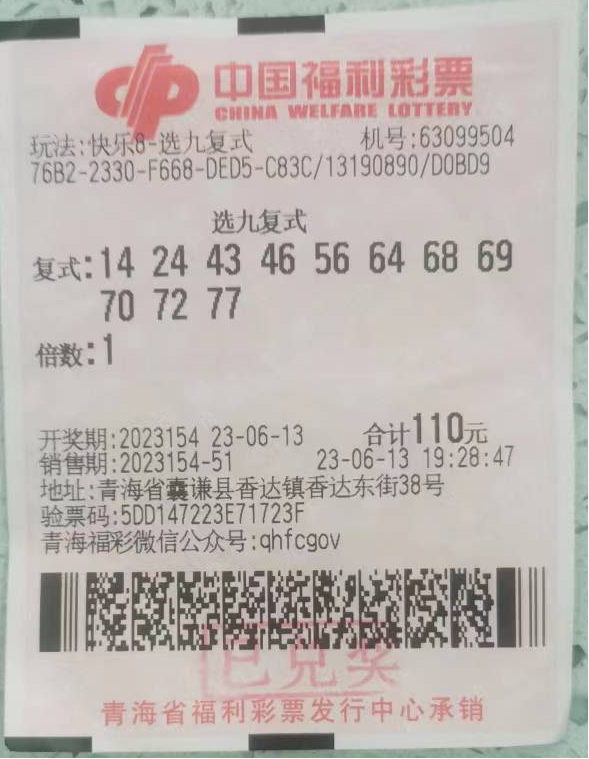 中国福利彩票
CHINA WELFARE LOTTERY
玩法:快乐8-选九复式 机号:63099504
76B2-2330-F668-DED5-C83C/13190890/D0BD9
选九复式
复式:14 24 43 46 56 64 68 69
70 72 77
倍数:1
开奖期:2023154 23-06-13 合计110元
销售期:2023154-51 23-06-13 19:28:47
地址:青海省囊谦县香达镇香达东街38号
验票码:5DD147223E71723F
青海福彩微信公众号:qhfcgov
已兑奖
青海省福利彩票发行中心承销